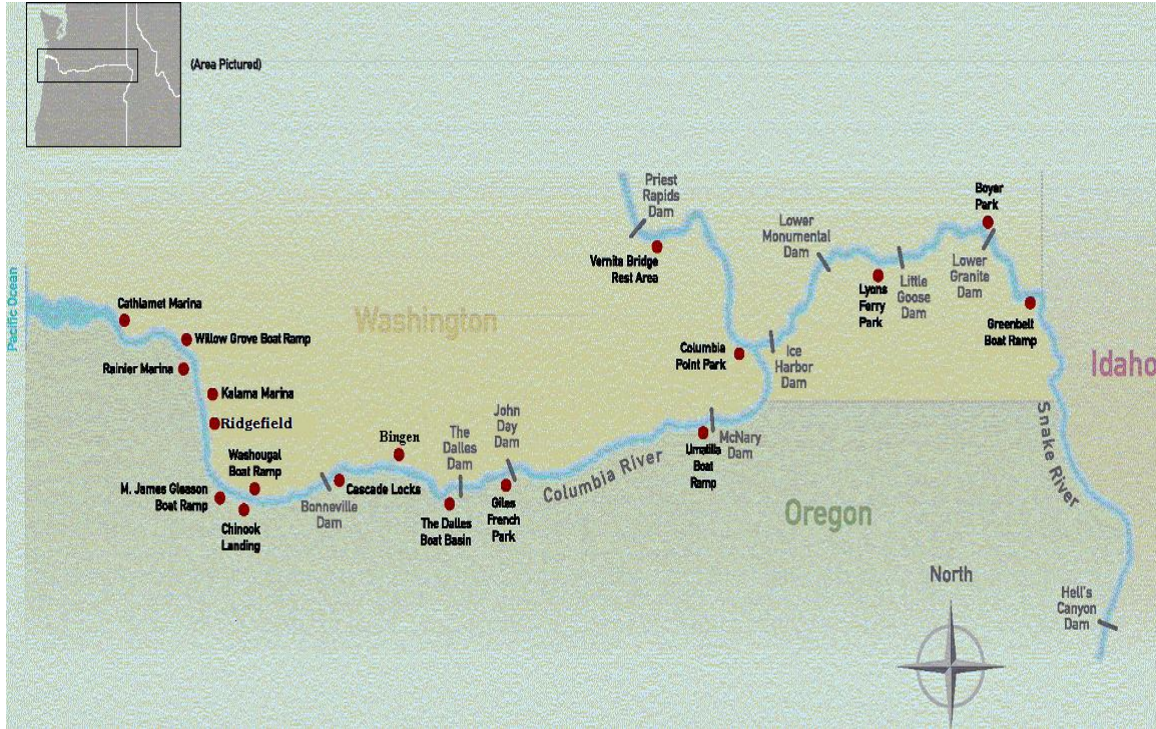 (Area Pictured)
Pacific Ocean
Cathlamet Marina
Willow Grove Boat Ramp
Rainier Marina
Kalama Marina
Ridgefield
Washougal
Boat Ramp
M. James Gleason
Boat Ramp
Chinook
Landing
Bonneville
Dam
Cascade Locks
Bingen
The
Dalles
Dam
The Dalles
Boat Basin
John
Day
Dam
Giles
French
Park
Columbia River
Washington
Priest
Rapids
Dam
Vernita Bridge
Rest Area
Columbia
Point Park
Ice
Harbor
Dam
McNary
Dam
Umatilla
Boat
Ramp
Lower
Monumental
Dam
Lyons
Ferry
Park
Little
Goose
Dam
Boyer
Park
Lower
Granite
Dam
Greenbelt
Boat Ramp
Idaho
Snake River
Oregon
North
Hell's
Canyon
Dam